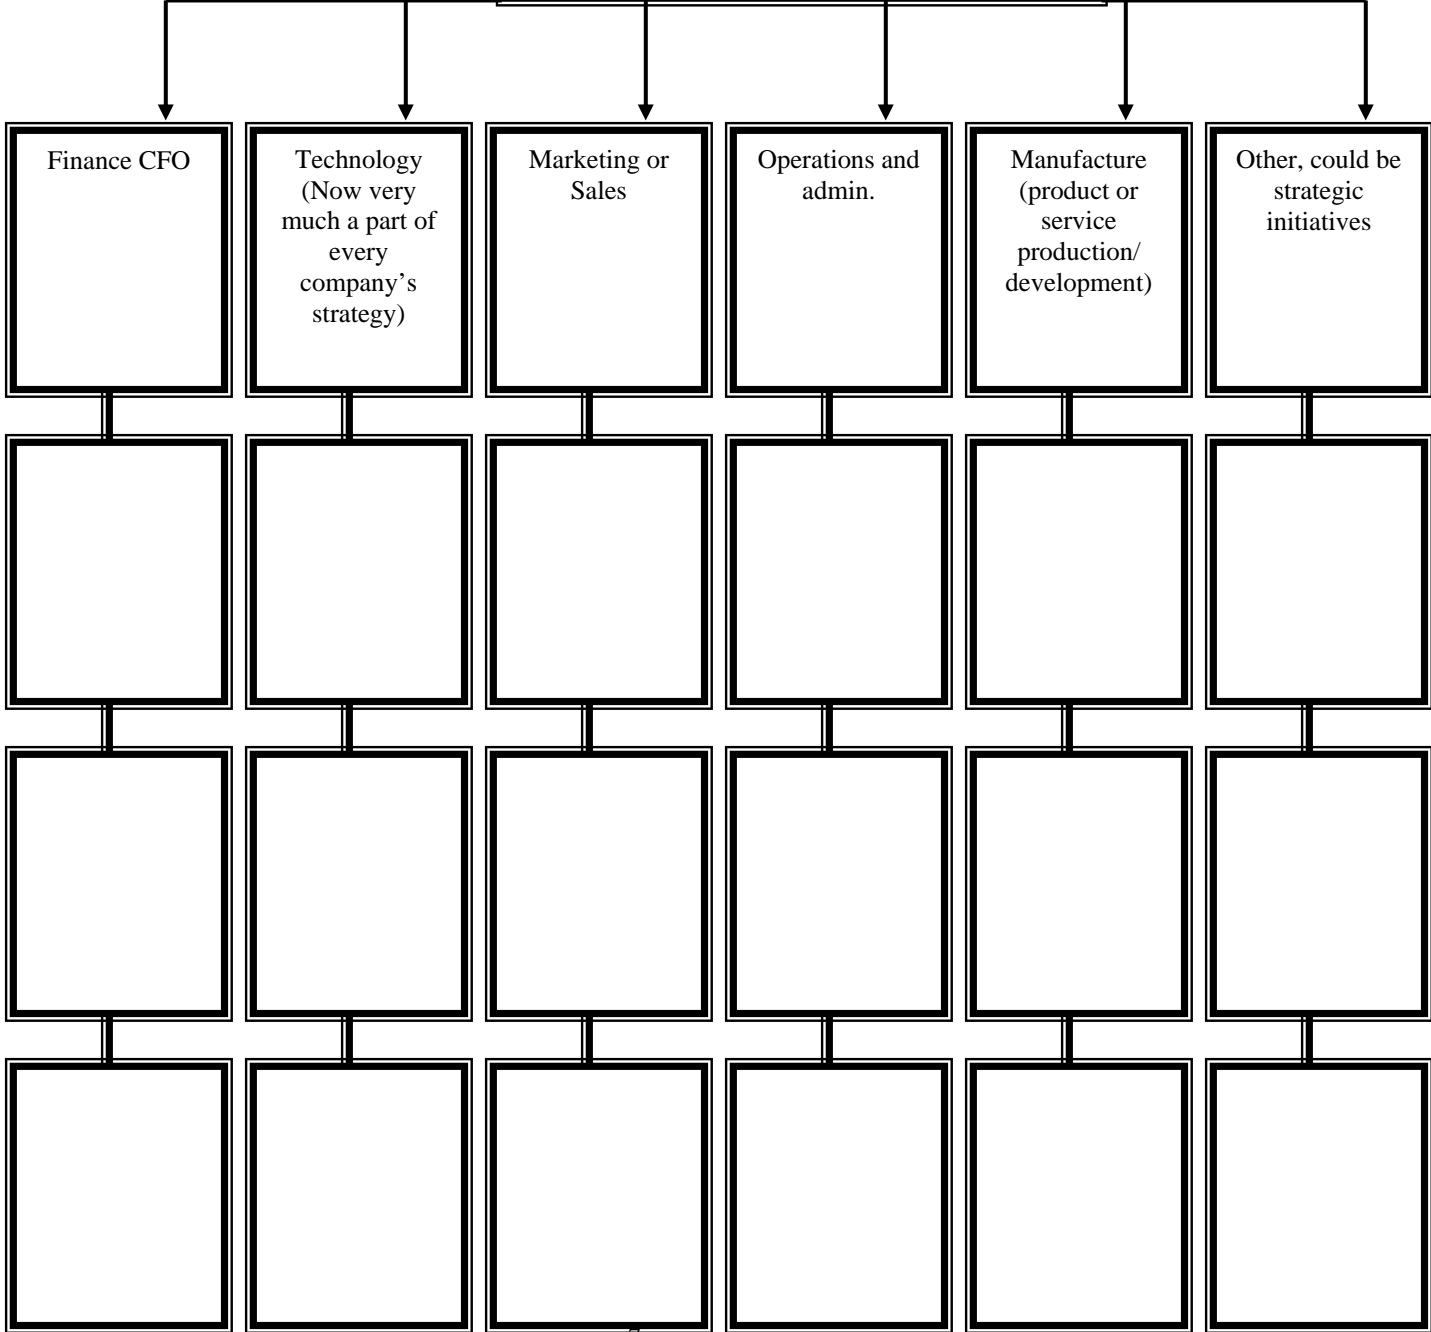 Finance CFO
Technology
(Now very
much a part of
every
company’s
strategy)
Marketing or
Sales
Operations and
admin.
Manufacture
(product or
service
production/
development)
Other, could be
strategic
initiatives